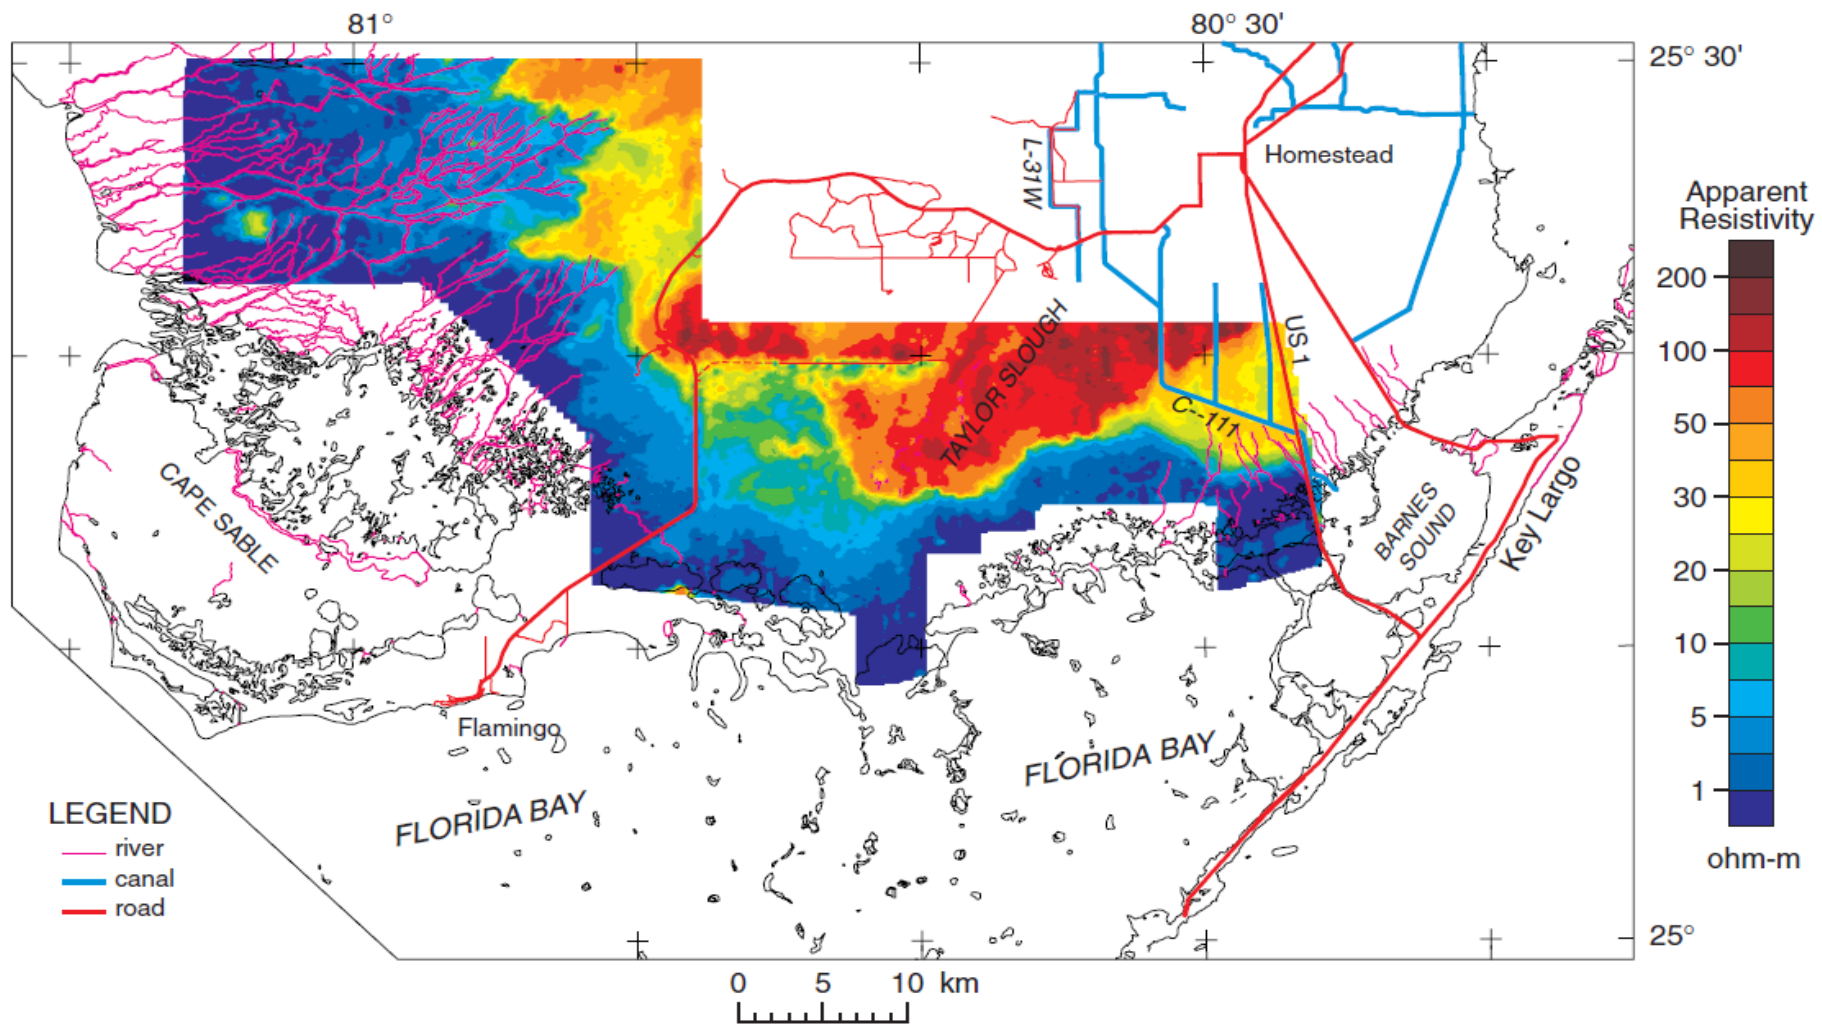 81°
80° 30'
25° 30'
L-31W
Homestead
Apparent
Resistivity
200
100
50
30
20
10
5
1
ohm-m
US 1
TAYLOR SLOUGH
C--111
CAPE SABLE
BARNES
SOUND
Key Largo
Flamingo
FLORIDA BAY
FLORIDA BAY
LEGEND
river
canal
road
25°
0 5 10 km